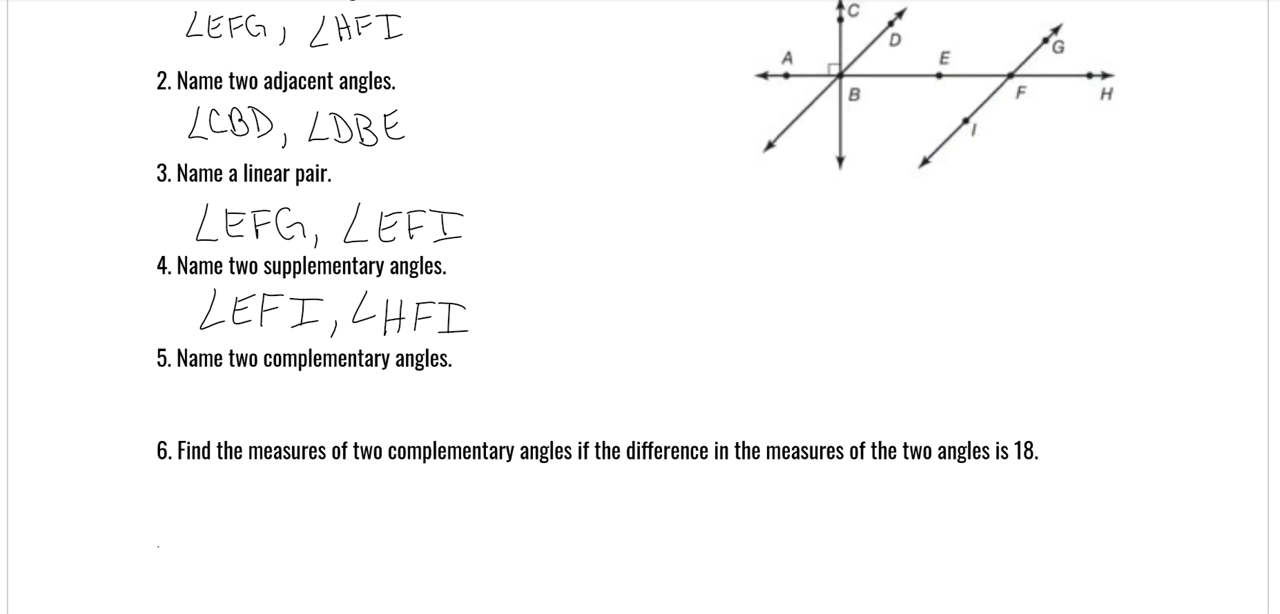 ∠EFG, ∠HFI
2. Name two adjacent angles.
∠CBD, ∠DBE
3. Name a linear pair.
∠EFG, ∠EFI
4. Name two supplementary angles.
∠EFI, ∠HFI
5. Name two complementary angles.
6. Find the measures of two complementary angles if the difference in the measures of the two angles is 18.
C
D
A
E
G
B
F
H
I